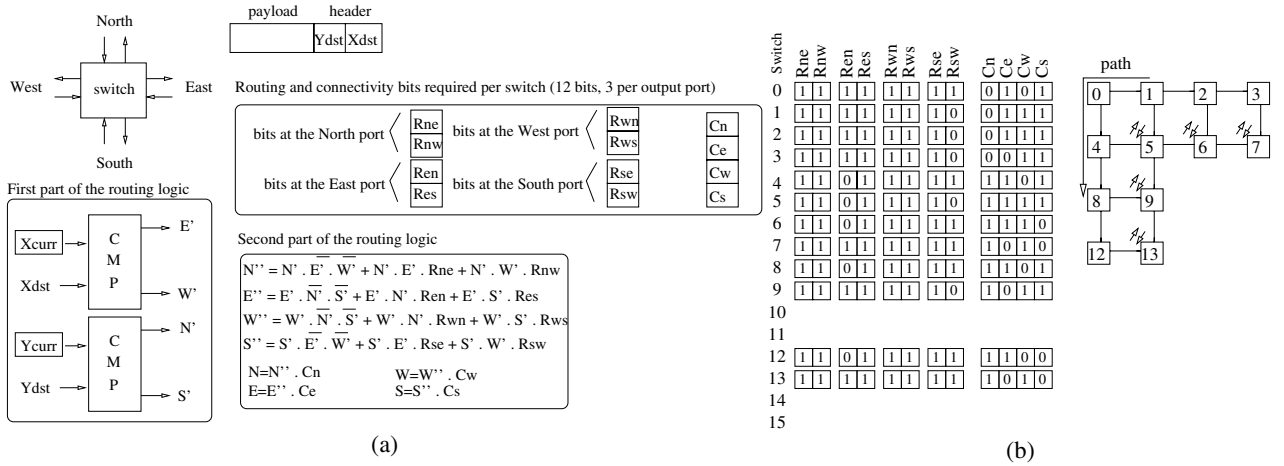 North
West
switch
East
South
payload header
Ydst Xdst
Routing and connectivity bits required per switch (12 bits, 3 per output port)
bits at the North port
Rne
Rnw
bits at the West port
Rwn
Rws
Cn
Ce
Cw
Cs
bits at the East port
Ren
Res
bits at the South port
Rse
Rsw
First part of the routing logic
Xcurr
Xdst
C
M
P
E'
W'
Ycurr
Ydst
C
M
P
N'
S'
Second part of the routing logic
N'' = N' . E' . W' + N' . E' . Rne + N' . W' . Rnw
E'' = E' . N' . S' + E' . N' . Ren + E' . S' . Res
W'' = W' . N' . S' + W' . N' . Rwn + W' . S' . Rws
S'' = S' . E' . W' + S' . E' . Rse + S' . W' . Rsw
N=N'' . Cn W=W'' . Cw
E=E'' . Ce S=S'' . Cs
(a)
Switch Rne Rnw Ren Res Rwn Rws Rse Rsw Cn Ce Cw Cs
0 1 1 1 1 1 1 1 1 0 1 0 1
1 1 1 1 1 1 1 1 0 0 1 1 1
2 1 1 1 1 1 1 1 0 0 1 1 1
3 1 1 1 1 1 1 1 0 0 0 1 1
4 1 1 0 1 1 1 1 1 1 1 0 1
5 1 1 0 1 1 1 1 0 1 1 1 1
6 1 1 0 1 1 1 1 1 1 1 1 0
7 1 1 1 1 1 1 1 1 1 0 1 0
8 1 1 0 1 1 1 1 1 1 1 0 1
9 1 1 1 1 1 1 1 0 1 0 1 1
10
11
12 1 1 0 1 1 1 1 1 1 1 0 0
13 1 1 1 1 1 1 1 1 1 0 1 0
14
15
path
0 1 2 3
4 5 6 7
8 9
12 13
(b)